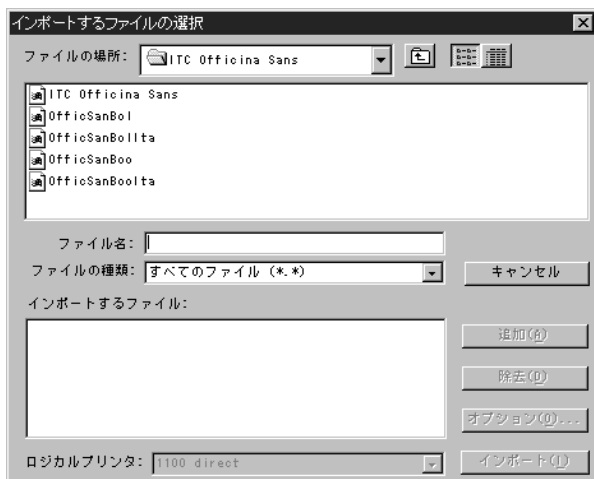 インポートするファイルの選択
ファイルの場所: ITC Officina Sans
ITC Officina Sans
OfficSanBol
OfficSanBolIta
OfficSanBoo
OfficSanBooIta
ファイル名:
ファイルの種類: すべてのファイル (*.*)
キャンセル
インポートするファイル:
追加(A)
除去(D)
オプション(O)...
ロジカルプリンタ: 1100 direct
インポート(I)